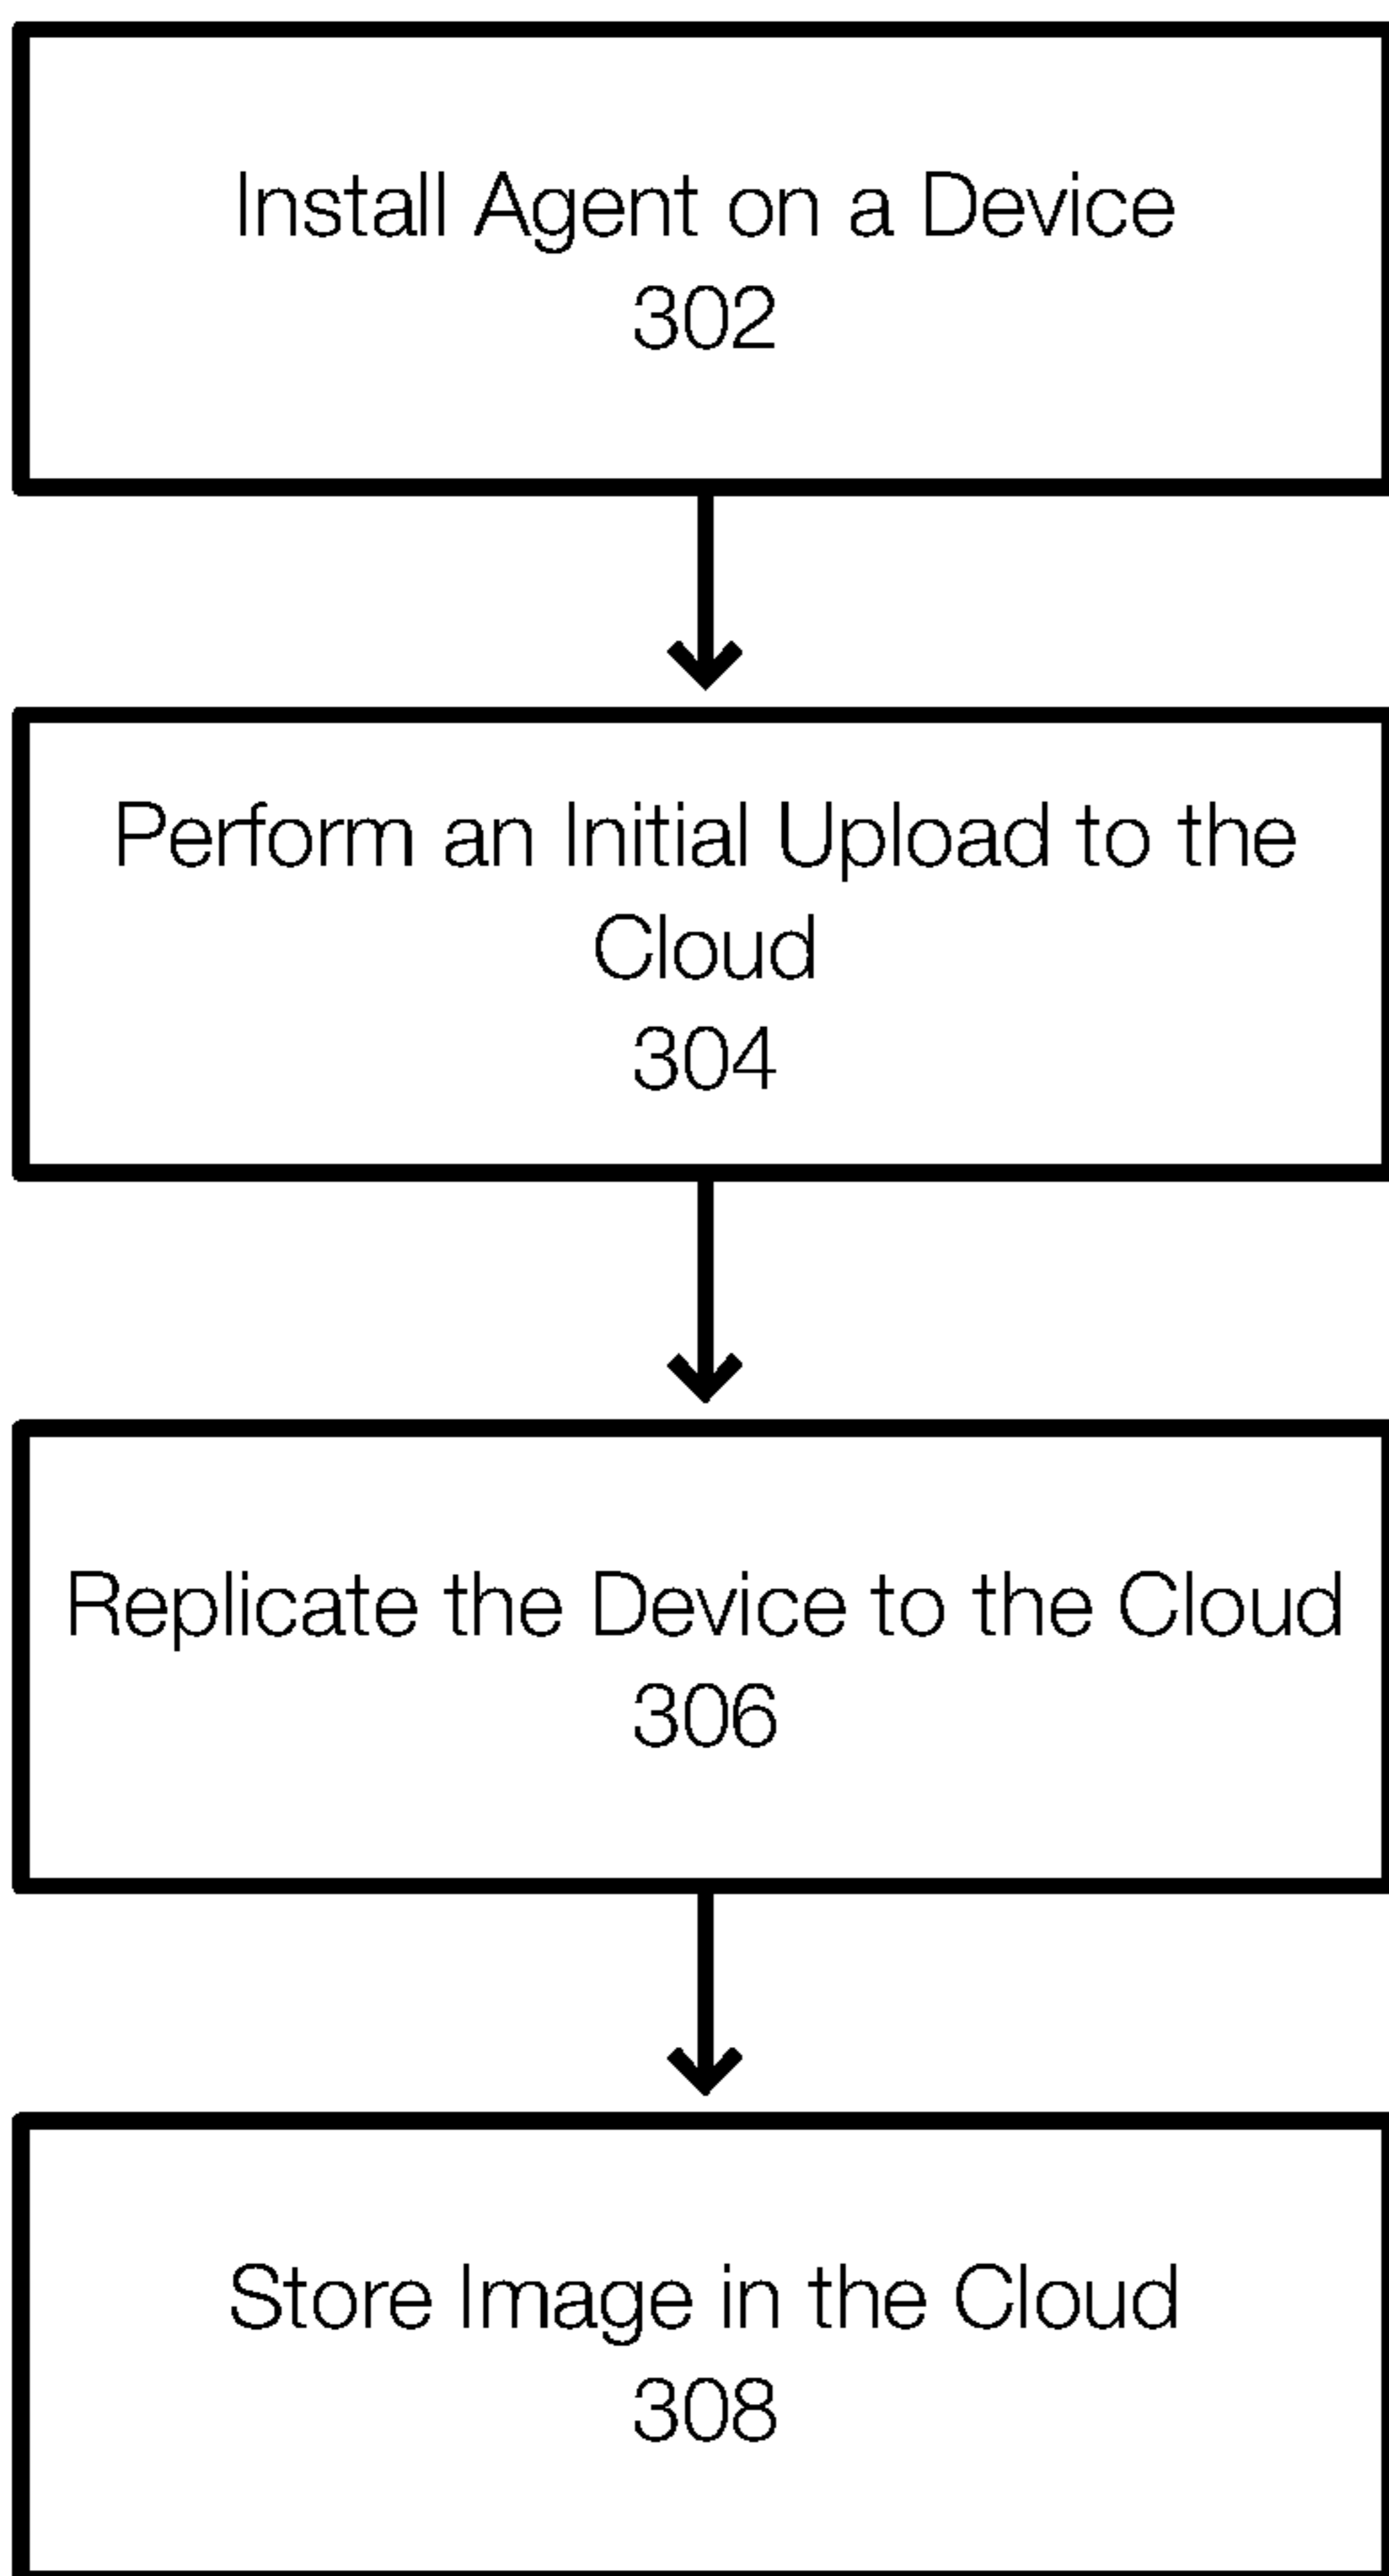 Install Agent on a Device
302
Perform an Initial Upload to the
Cloud
304
Replicate the Device to the Cloud
306
Store Image in the Cloud
308